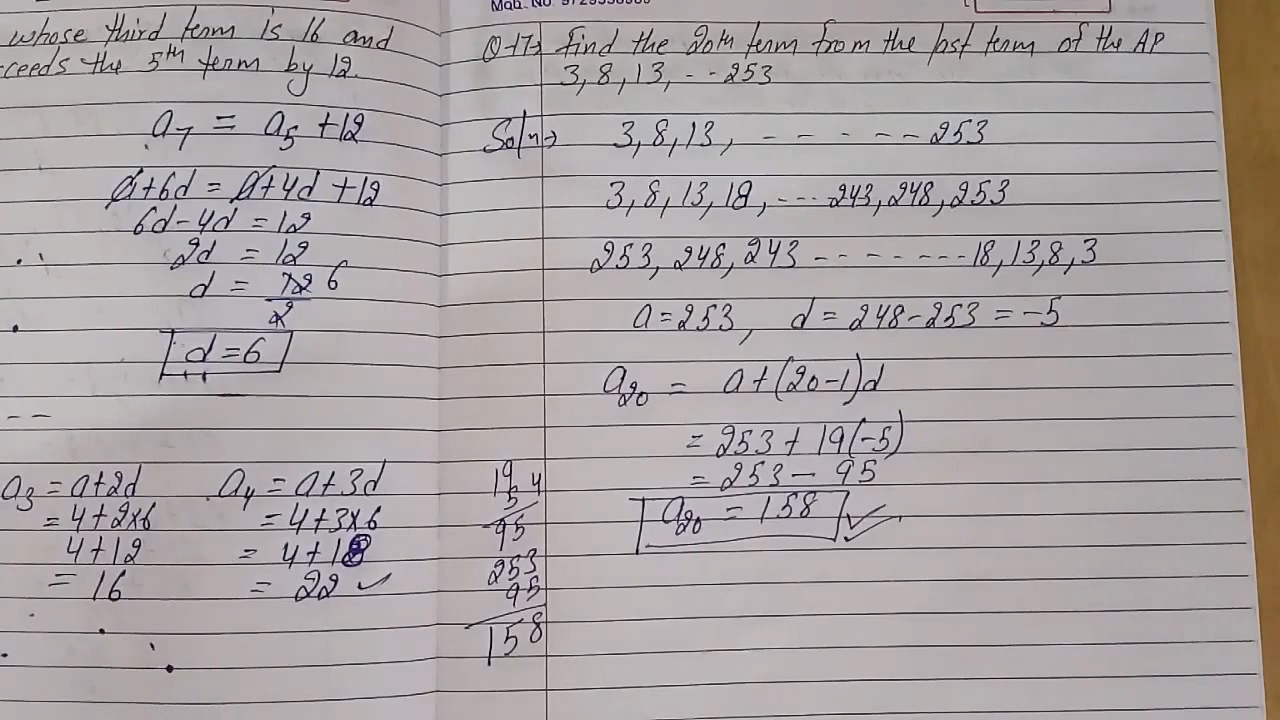 whose third term is 16 and
ceeds the 5th term by 12.
a7 = a5 + 12
a+6d = a+4d + 12
6d-4d = 12
2d = 12
d = 12 6
2
d = 6
a3 = a+2d
= 4+2×6
4+12
= 16
a4 = a+3d
= 4+3×6
= 4+18
= 22 ✓
Q-17→ find the 20th term from the last term of the AP
3, 8, 13, -- 253
Soln→ 3, 8, 13, - - - - -- 253
3, 8, 13, 18, --- 243, 248, 253
253, 248, 243 - - - - - - - - 18, 13, 8, 3
a = 253, d = 248-253 = -5
a20 = a+(20-1)d
= 253 + 19(-5)
= 253 - 95
a20 = 158 ✓
19 4
5
95
253
95
158